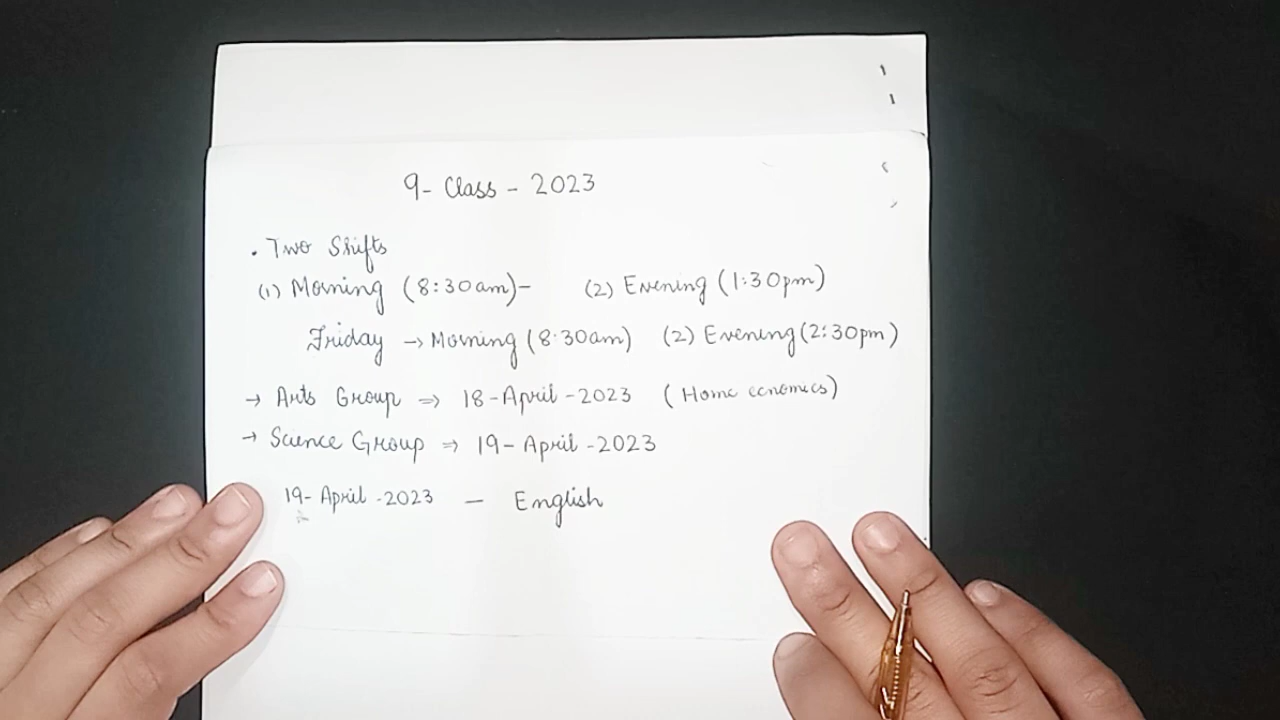 9- Class - 2023
. Two Shifts
(1) Morning (8:30am)- (2) Evening (1:30pm)
Friday → Morning (8:30am) (2) Evening (2:30pm)
→ Arts Group ⇒ 18-April-2023 (Home ecnomics)
→ Science Group ⇒ 19-April-2023
19-April-2023 — English